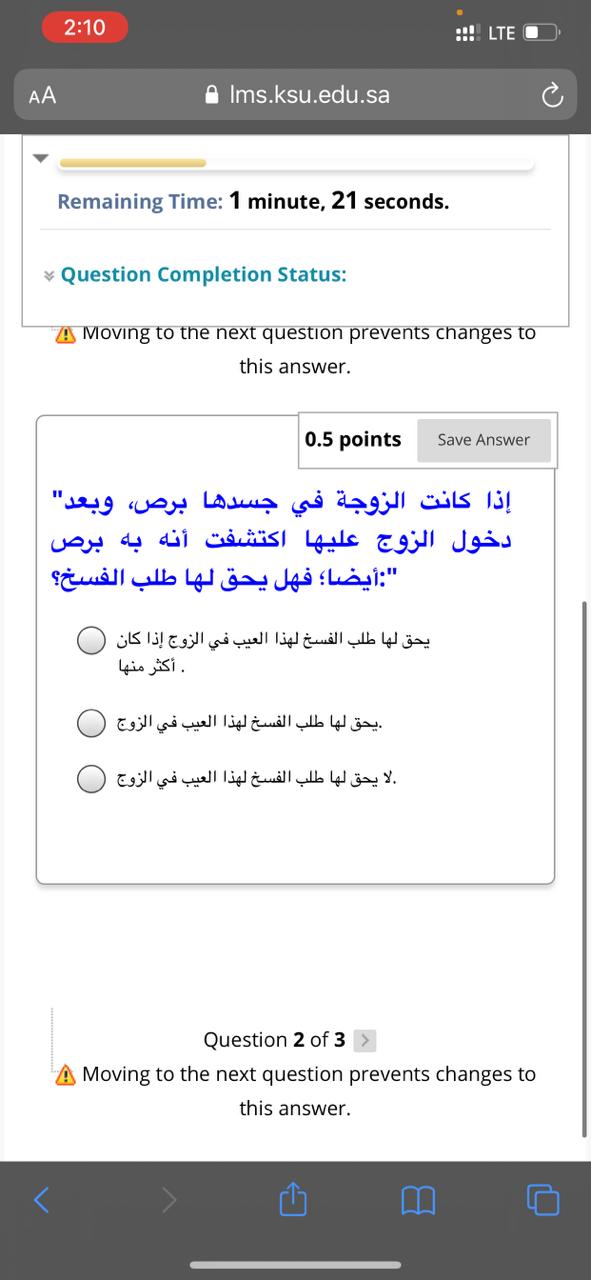 2:10
LTE
AA
lms.ksu.edu.sa
Remaining Time: 1 minute, 21 seconds.
Question Completion Status:
Moving to the next question prevents changes to
this answer.
0.5 points
Save Answer
إذا كانت الزوجة في جسدها برص، وبعد"
دخول الزوج عليها اكتشفت أنه به برص
":أيضا؛ فهل يحق لها طلب الفسخ؟
يحق لها طلب الفسخ لهذا العيب في الزوج إذا كان
أكثر منها .
.يحق لها طلب الفسخ لهذا العيب في الزوج
.لا يحق لها طلب الفسخ لهذا العيب في الزوج
Question 2 of 3 >
Moving to the next question prevents changes to
this answer.